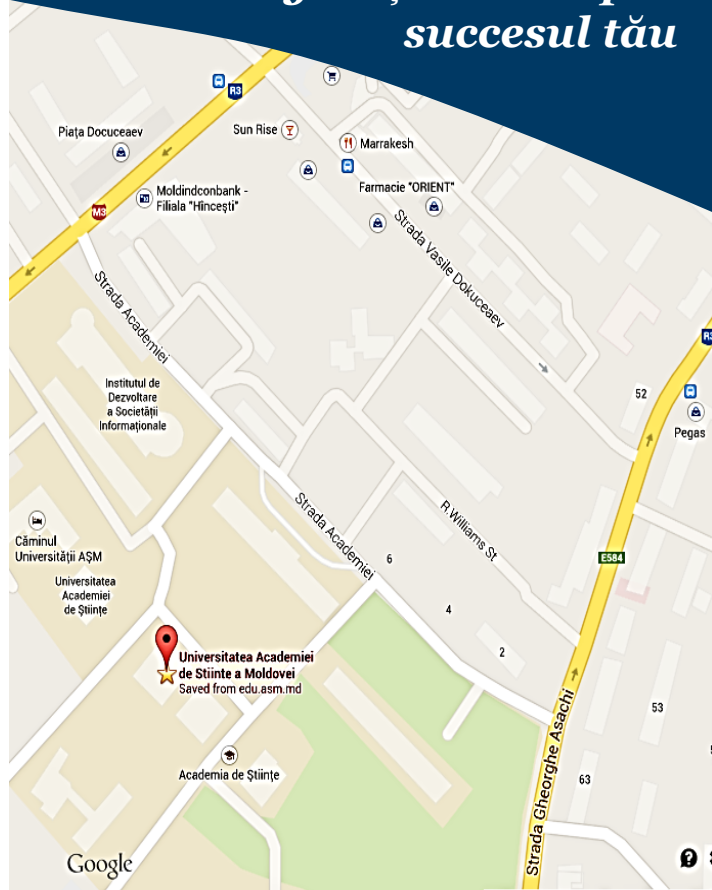 succesul tău
R3
Piața Docuceaev
Sun Rise
Marrakesh
Moldindconbank -
Filiala "Hîncești"
Farmacie "ORIENT"
M3
Strada Vasile Dokuceaev
Strada Academiei
Institutul de
Dezvoltare
a Societății
Informaționale
52
Pegas
Căminul
Universității AȘM
Strada Academiei
R.Williams St
6
E584
Universitatea
Academiei
de Științe
4
2
Universitatea Academiei
de Stiinte a Moldovei
Saved from edu.asm.md
53
Academia de Științe
63
Strada Gheorghe Asachi
Google